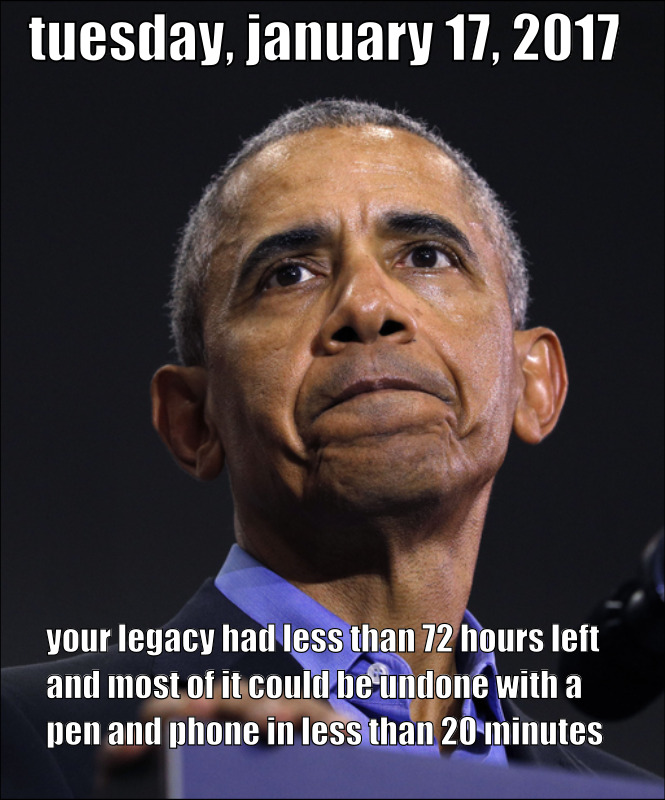 tuesday, january 17, 2017
your legacy had less than 72 hours left
and most of it could be undone with a
pen and phone in less than 20 minutes